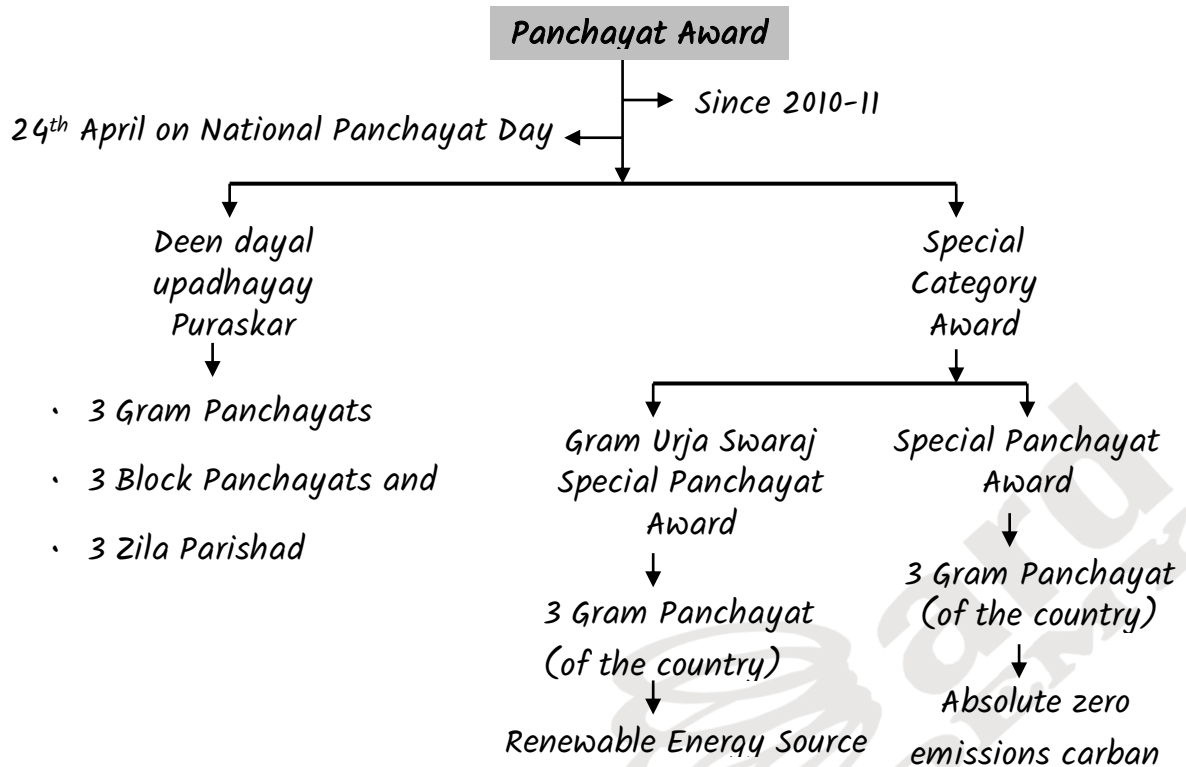 Panchayat Award
Since 2010-11
24th April on National Panchayat Day
Deen dayal
upadhayay
Puraskar
• 3 Gram Panchayats
• 3 Block Panchayats and
• 3 Zila Parishad
Special
Category
Award
Gram Urja Swaraj
Special Panchayat
Award
3 Gram Panchayat
(of the country)
Renewable Energy Source
Special Panchayat
Award
3 Gram Panchayat
(of the country)
Absolute zero
emissions carban